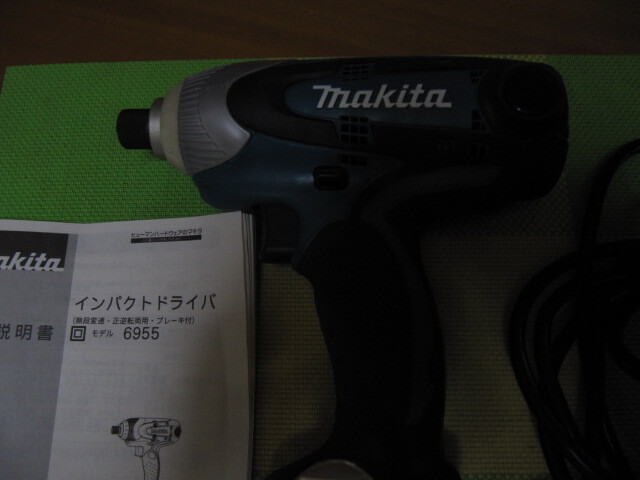 makita
ヒューマンハードウェアのマキタ
akita
インパクトドライバ
(無段変速・正逆転両用・ブレーキ付)
モデル 6955
説明書